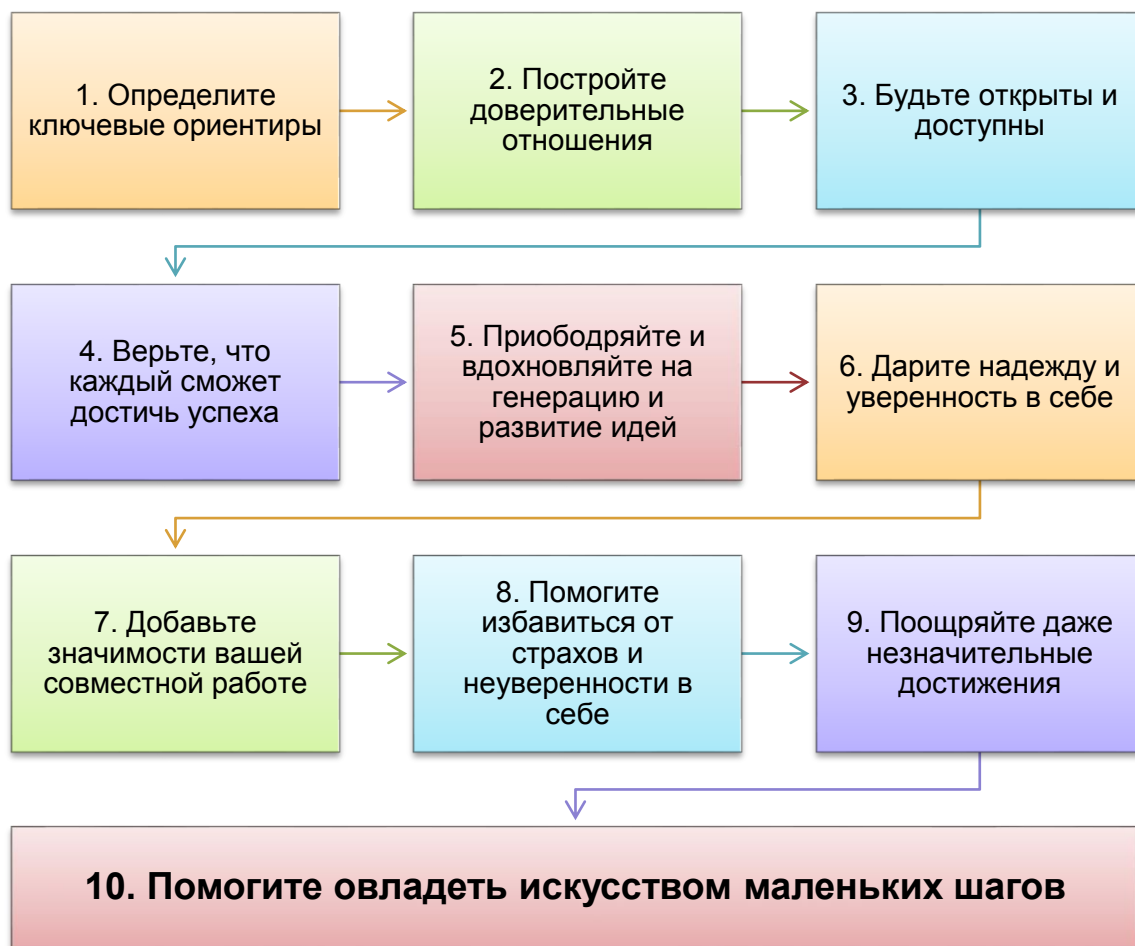 1. Определите
ключевые ориентиры
2. Постройте
доверительные
отношения
3. Будьте открыты и
доступны
4. Верьте, что
каждый сможет
достичь успеха
5. Приободряйте и
вдохновляйте на
генерацию и
развитие идей
6. Дарите надежду и
уверенность в себе
7. Добавьте
значимости вашей
совместной работе
8. Помогите
избавиться от
страхов и
неуверенности в
себе
9. Поощряйте даже
незначительные
достижения
10. Помогите овладеть искусством маленьких шагов